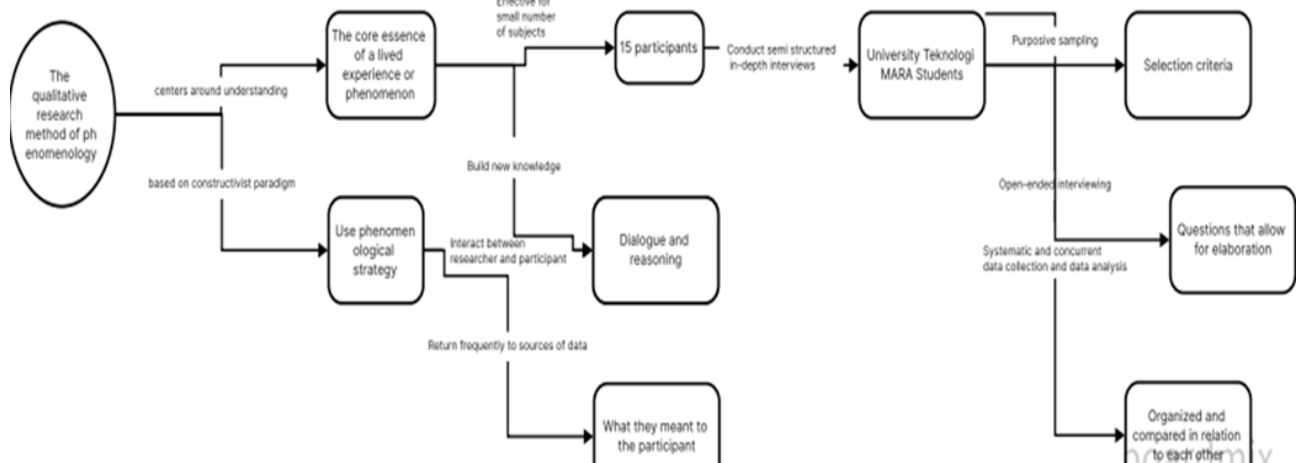 The
qualitative
research
method of ph
enomenology
centers around understanding
based on constructivist paradigm
The core essence
of a lived
experience or
phenomenon
Use phenomen
ological
strategy
Effective for
small number
of subjects
Build new knowledge
Interact between
researcher and participant
Return frequently to sources of data
15 participants
Dialogue and
reasoning
What they meant to
the participant
Conduct semi structured
in-depth interviews
University Teknologi
MARA Students
Purposive sampling
Open-ended interviewing
Systematic and concurrent
data collection and data analysis
Selection criteria
Questions that allow
for elaboration
Organized and
compared in relation
to each other